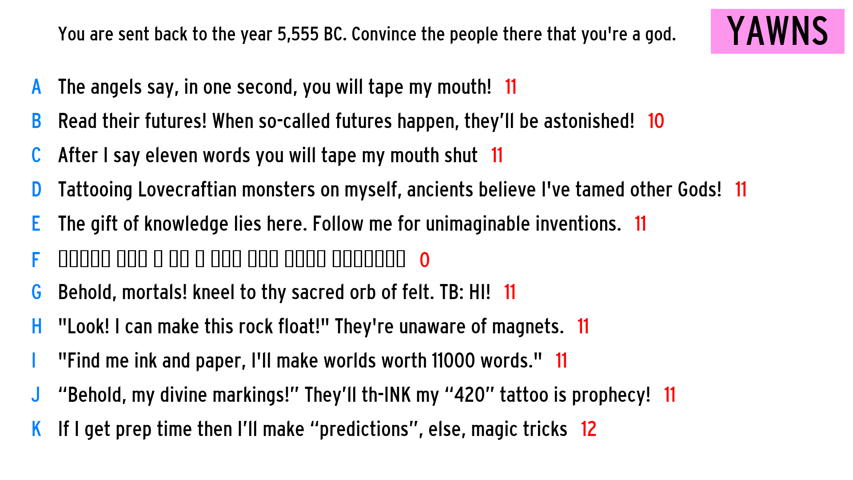 You are sent back to the year 5,555 BC. Convince the people there that you're a god.
YAWNS
A The angels say, in one second, you will tape my mouth! 11
B Read their futures! When so-called futures happen, they’ll be astonished! 10
C After I say eleven words you will tape my mouth shut 11
D Tattooing Lovecraftian monsters on myself, ancients believe I've tamed other Gods! 11
E The gift of knowledge lies here. Follow me for unimaginable inventions. 11
F ▯▯▯▯▯ ▯▯▯ ▯ ▯▯ ▯ ▯▯▯ ▯▯▯ ▯▯▯▯ ▯▯▯▯▯▯▯ 0
G Behold, mortals! kneel to thy sacred orb of felt. TB: HI! 11
H "Look! I can make this rock float!" They're unaware of magnets. 11
I "Find me ink and paper, I'll make worlds worth 11000 words." 11
J “Behold, my divine markings!” They’ll th-INK my “420” tattoo is prophecy! 11
K If I get prep time then I’ll make “predictions”, else, magic tricks 12